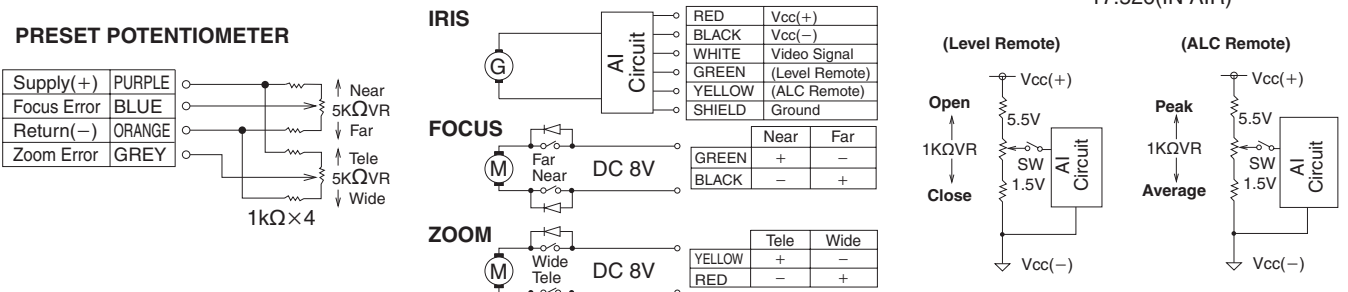 17.526(IN AIR)
PRESET POTENTIOMETER
Supply(+) PURPLE
Focus Error BLUE
Return(−) ORANGE
Zoom Error GREY
Near
5KΩVR
Far
Tele
5KΩVR
Wide
1kΩ×4
IRIS
G
AI Circuit
RED Vcc(+)
BLACK Vcc(−)
WHITE Video Signal
GREEN (Level Remote)
YELLOW (ALC Remote)
SHIELD Ground
FOCUS
M
Far
Near
DC 8V
Near Far
GREEN + −
BLACK − +
ZOOM
M
Wide
Tele
DC 8V
Tele Wide
YELLOW + −
RED − +
(Level Remote)
Vcc(+)
Open
5.5V
1KΩVR
SW
1.5V
Close
AI Circuit
Vcc(−)
(ALC Remote)
Vcc(+)
Peak
5.5V
1KΩVR
SW
1.5V
Average
AI Circuit
Vcc(−)